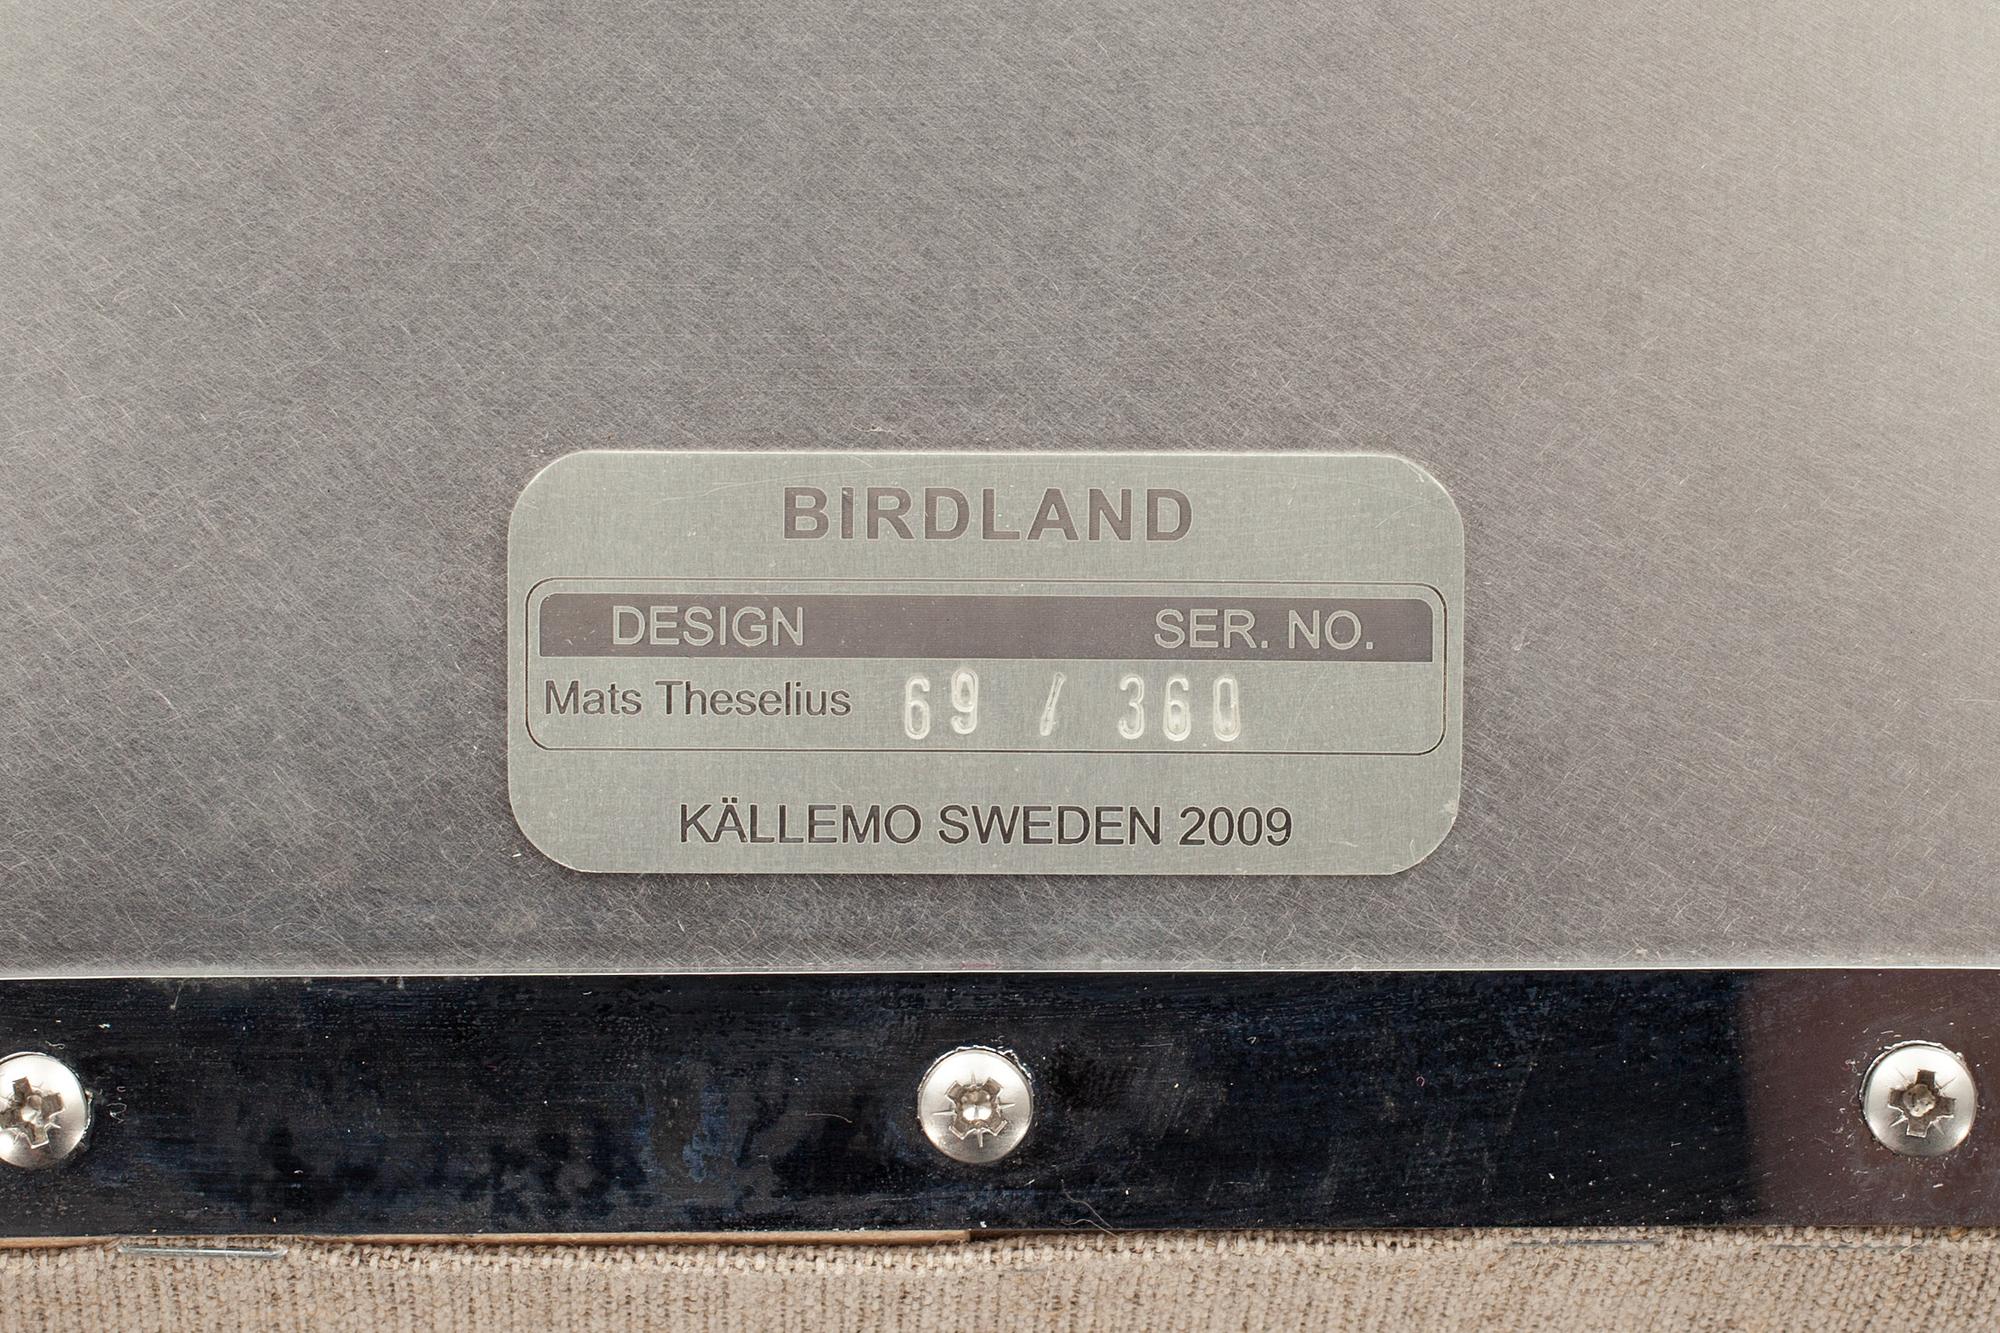 BIRDLAND
DESIGN SER. NO.
Mats Theselius 69 / 360
KÄLLEMO SWEDEN 2009